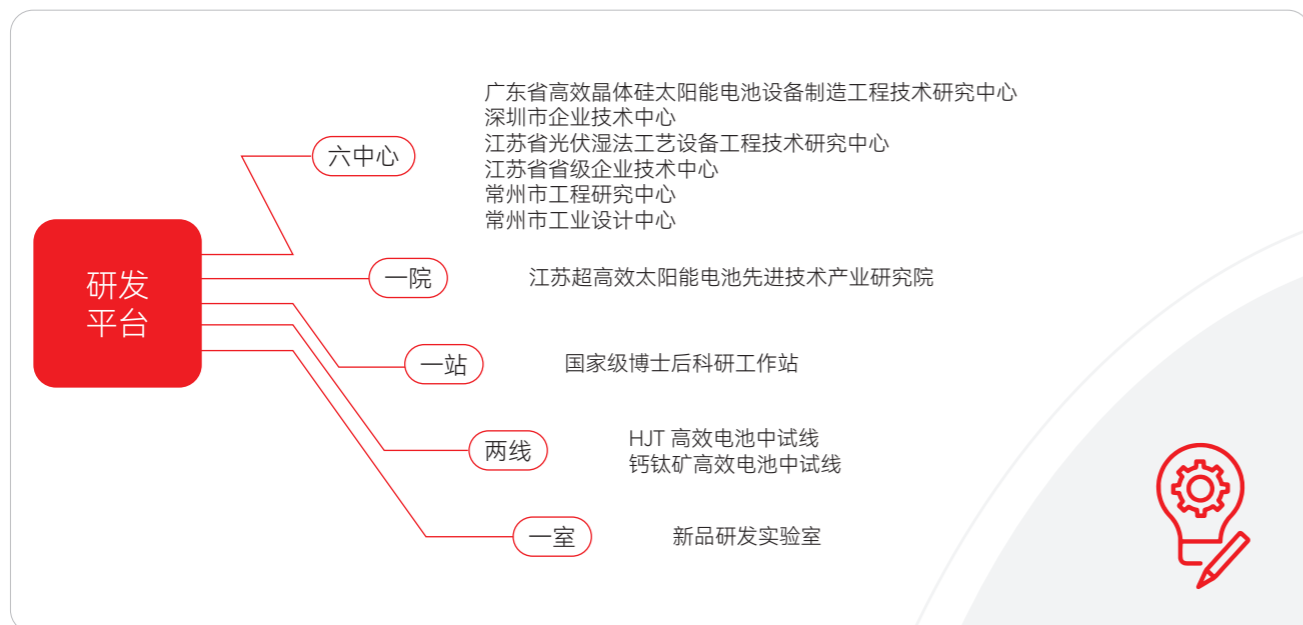 研发
平台
六中心
广东省高效晶体硅太阳能电池设备制造工程技术研究中心
深圳市企业技术中心
江苏省光伏湿法工艺设备工程技术研究中心
江苏省省级企业技术中心
常州市工程研究中心
常州市工业设计中心
一院
江苏超高效太阳能电池先进技术产业研究院
一站
国家级博士后科研工作站
两线
HJT 高效电池中试线
钙钛矿高效电池中试线
一室
新品研发实验室